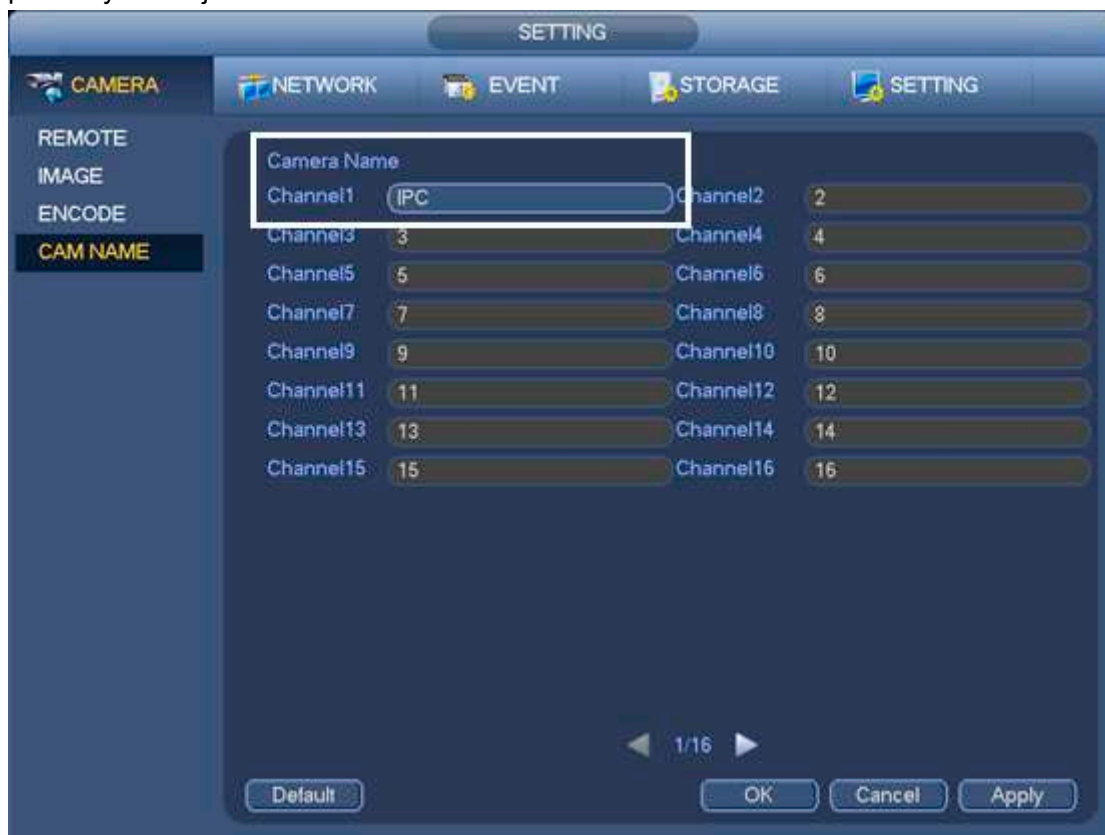 SETTING
CAMERA NETWORK EVENT STORAGE SETTING
REMOTE
IMAGE
ENCODE
CAM NAME
Camera Name
Channel1 IPC Channel2 2
Channel3 3 Channel4 4
Channel5 5 Channel6 6
Channel7 7 Channel8 8
Channel9 9 Channel10 10
Channel11 11 Channel12 12
Channel13 13 Channel14 14
Channel15 15 Channel16 16
1/16
Default OK Cancel Apply